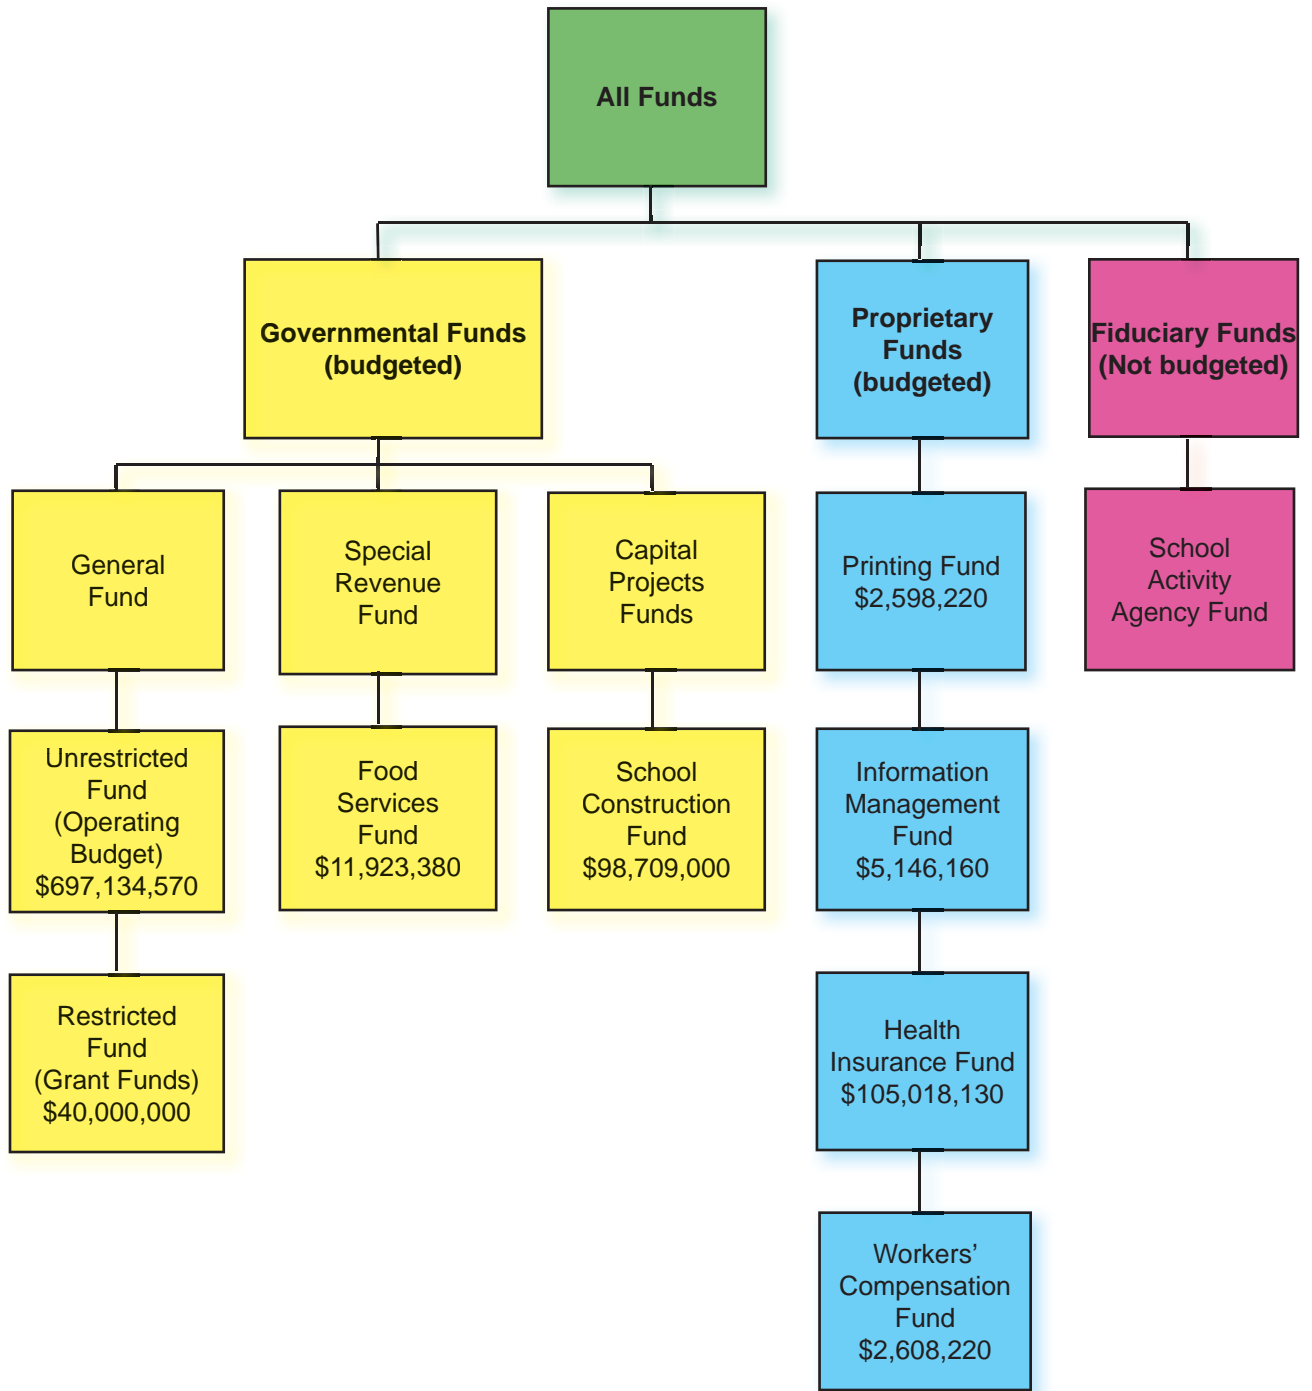 All Funds
Governmental Funds
(budgeted)
Proprietary
Funds
(budgeted)
Fiduciary Funds
(Not budgeted)
General
Fund
Special
Revenue
Fund
Capital
Projects
Funds
Printing Fund
$2,598,220
School
Activity
Agency Fund
Unrestricted
Fund
(Operating
Budget)
$697,134,570
Food
Services
Fund
$11,923,380
School
Construction
Fund
$98,709,000
Information
Management
Fund
$5,146,160
Restricted
Fund
(Grant Funds)
$40,000,000
Health
Insurance Fund
$105,018,130
Workers’
Compensation
Fund
$2,608,220